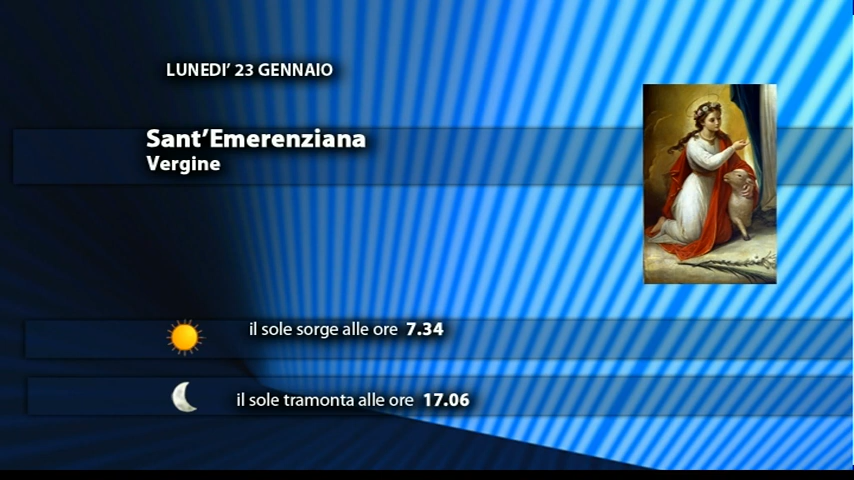 LUNEDI’ 23 GENNAIO
Sant’Emerenziana
Vergine
il sole sorge alle ore 7.34
il sole tramonta alle ore 17.06